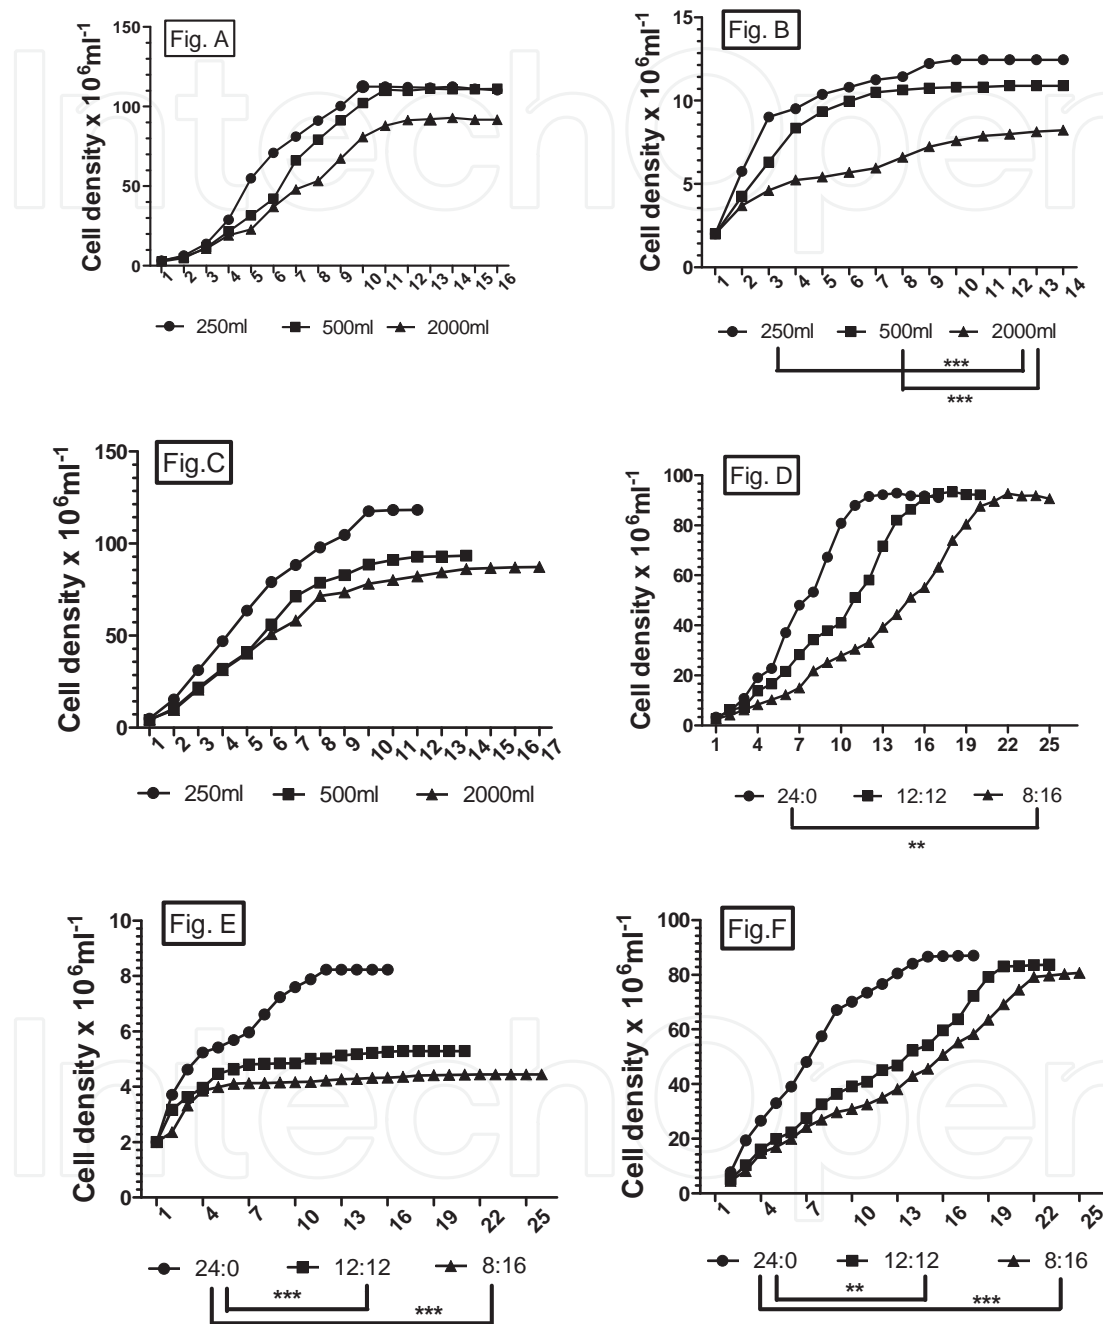 Fig. A
Cell density x 10⁶ml⁻¹
150
100
50
0
1 2 3 4 5 6 7 8 9 10 11 12 13 14 15 16
250ml 500ml 2000ml
Fig. B
Cell density x 10⁶ml⁻¹
15
10
5
0
1 2 3 4 5 6 7 8 9 10 11 12 13 14
250ml 500ml 2000ml
***
***
Fig.C
Cell density x 10⁶ml⁻¹
150
100
50
0
1 2 3 4 5 6 7 8 9 10 11 12 13 14 15 16 17
250ml 500ml 2000ml
Fig. D
Cell density x 10⁶ml⁻¹
100
80
60
40
20
0
1 4 7 10 13 16 19 22 25
24:0 12:12 8:16
**
Fig. E
Cell density x 10⁶ml⁻¹
10
8
6
4
2
0
1 4 7 10 13 16 19 22 25
24:0 12:12 8:16
***
***
Fig.F
Cell density x 10⁶ml⁻¹
100
80
60
40
20
0
1 4 7 10 13 16 19 22 25
24:0 12:12 8:16
**
***
IntechOpen
IntechOpen